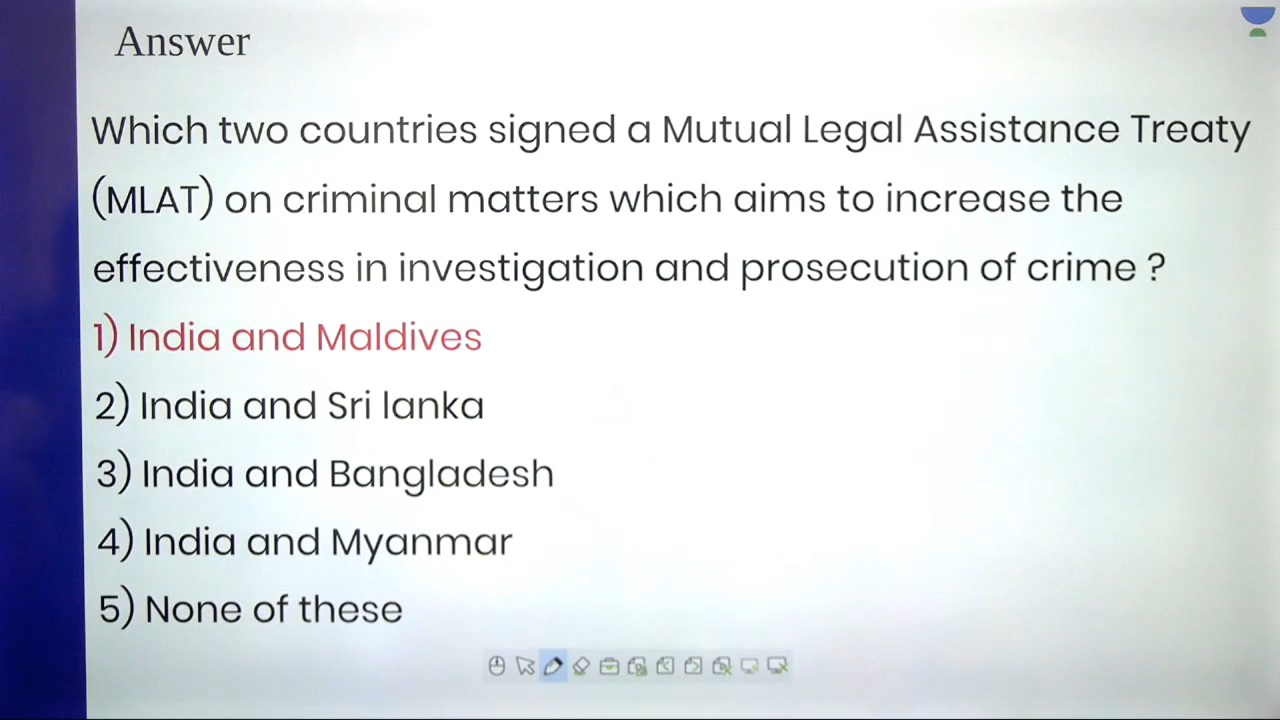 Answer
Which two countries signed a Mutual Legal Assistance Treaty
(MLAT) on criminal matters which aims to increase the
effectiveness in investigation and prosecution of crime ?
1) India and Maldives
2) India and Sri lanka
3) India and Bangladesh
4) India and Myanmar
5) None of these